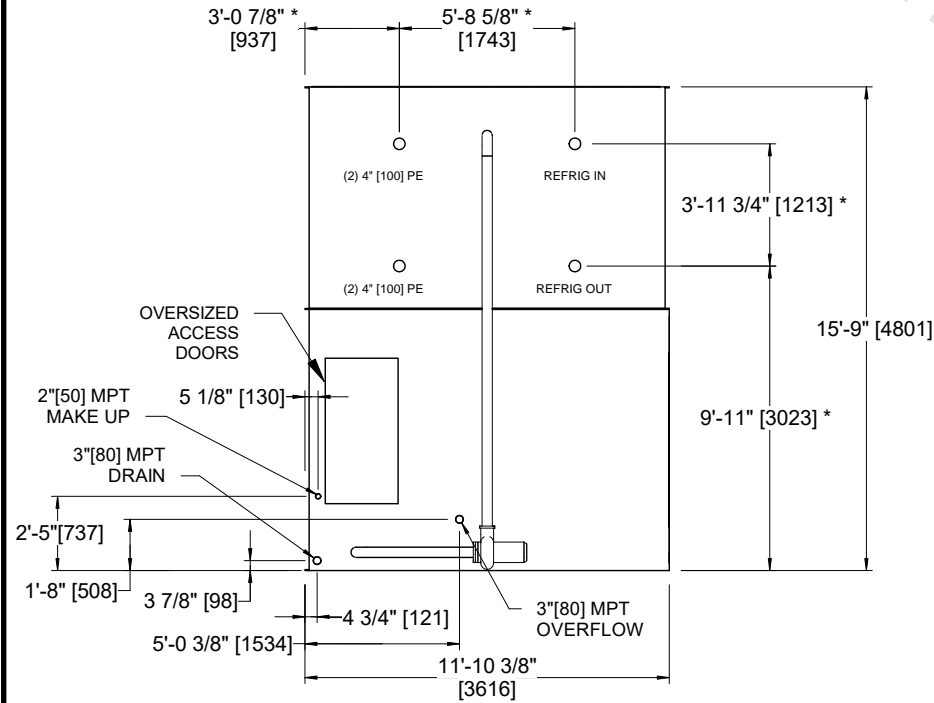 3'-0 7/8" *
[937]
5'-8 5/8" *
[1743]
(2) 4" [100] PE
REFRIG IN
3'-11 3/4" [1213] *
(2) 4" [100] PE
REFRIG OUT
OVERSIZED
ACCESS
DOORS
15'-9" [4801]
2"[50] MPT
MAKE UP
5 1/8" [130]
9'-11" [3023] *
3"[80] MPT
DRAIN
2'-5"[737]
1'-8" [508]
3 7/8" [98]
4 3/4" [121]
3"[80] MPT
OVERFLOW
5'-0 3/8" [1534]
11'-10 3/8"
[3616]